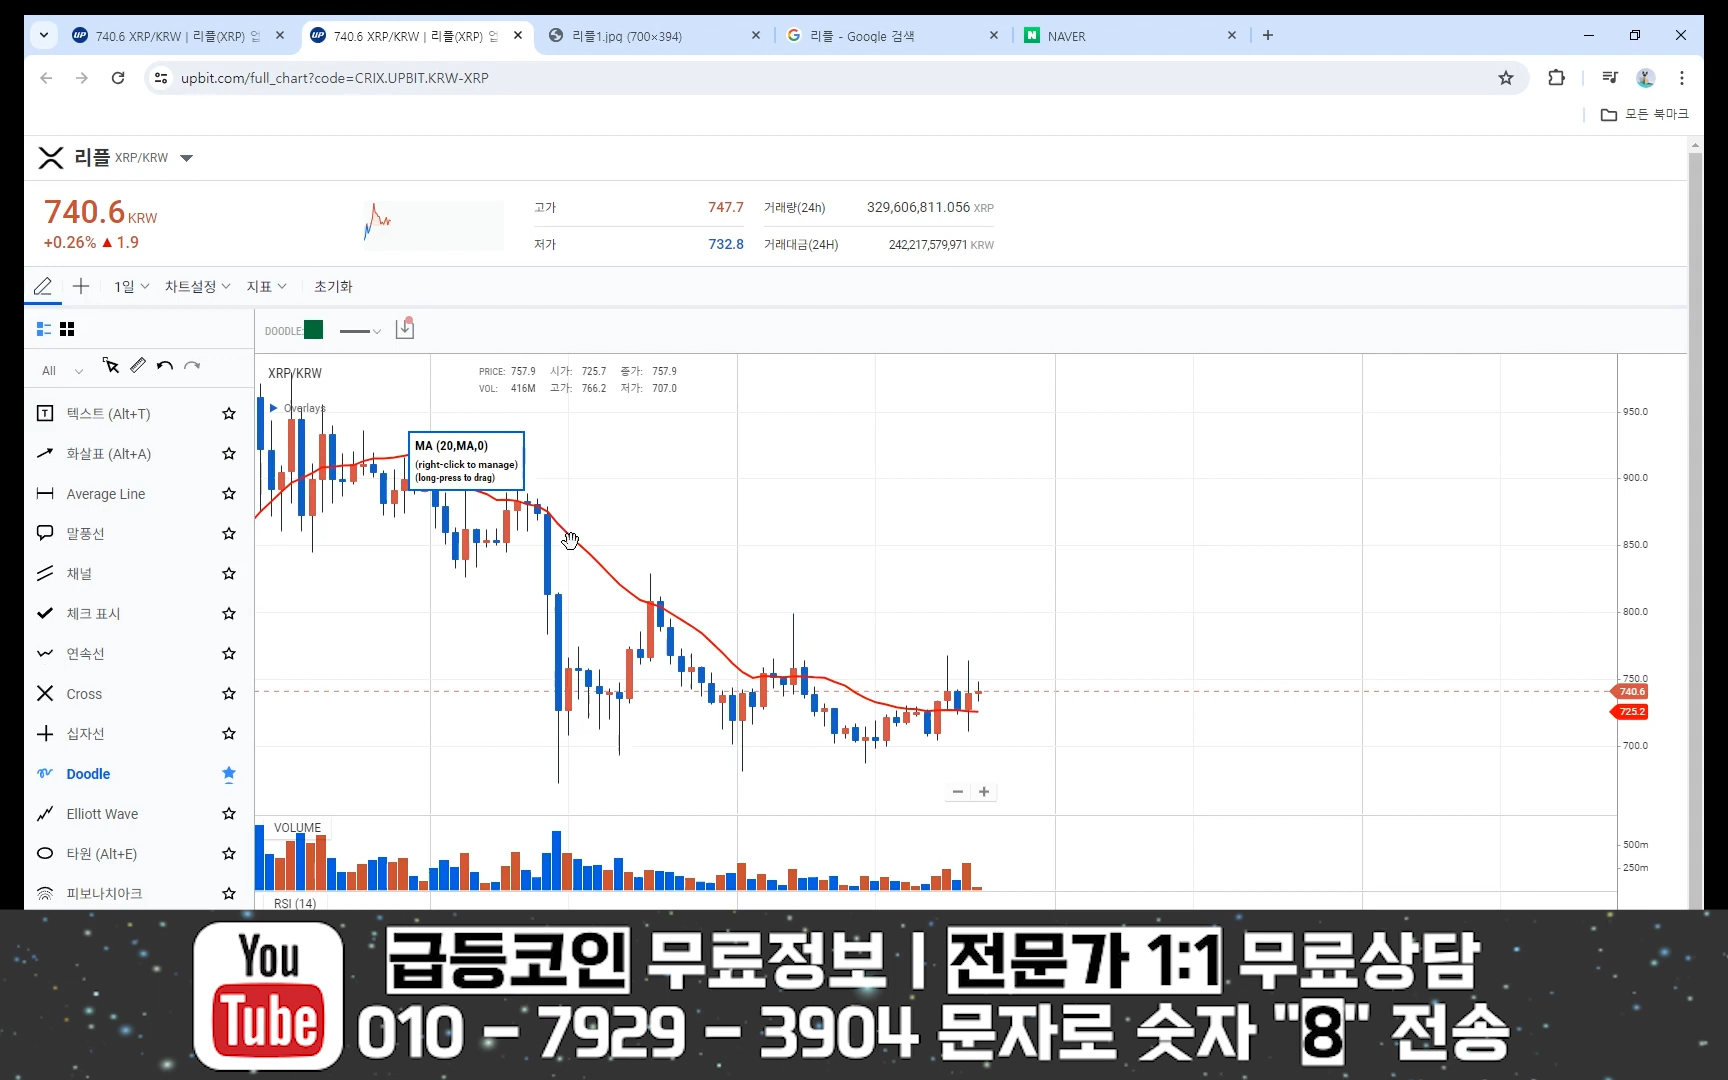 740.6 XRP/KRW | 리플(XRP) 업
740.6 XRP/KRW | 리플(XRP) 업
리플1.jpg (700×394)
리플 - Google 검색
NAVER
upbit.com/full_chart?code=CRIX.UPBIT.KRW-XRP
모든 북마크
리플 XRP/KRW
740.6 KRW
+0.26% ▲ 1.9
고가 747.7 거래량(24h) 329,606,811.056 XRP
저가 732.8 거래대금(24H) 242,217,579,971 KRW
1일 차트설정 지표 초기화
DOODLE:
All
텍스트 (Alt+T)
화살표 (Alt+A)
Average Line
말풍선
채널
체크 표시
연속선
Cross
십자선
Doodle
Elliott Wave
타원 (Alt+E)
피보나치아크
XRP/KRW
PRICE: 757.9 시가: 725.7 종가: 757.9
VOL: 416M 고가: 766.2 저가: 707.0
Overlays
MA (20,MA,0)
(right-click to manage)
(long-press to drag)
950.0
900.0
850.0
800.0
750.0
740.6
725.2
700.0
VOLUME
500m
250m
RSI (14)
You Tube
급등코인 무료정보 | 전문가 1:1 무료상담
010 - 7929 - 3904 문자로 숫자 "8" 전송